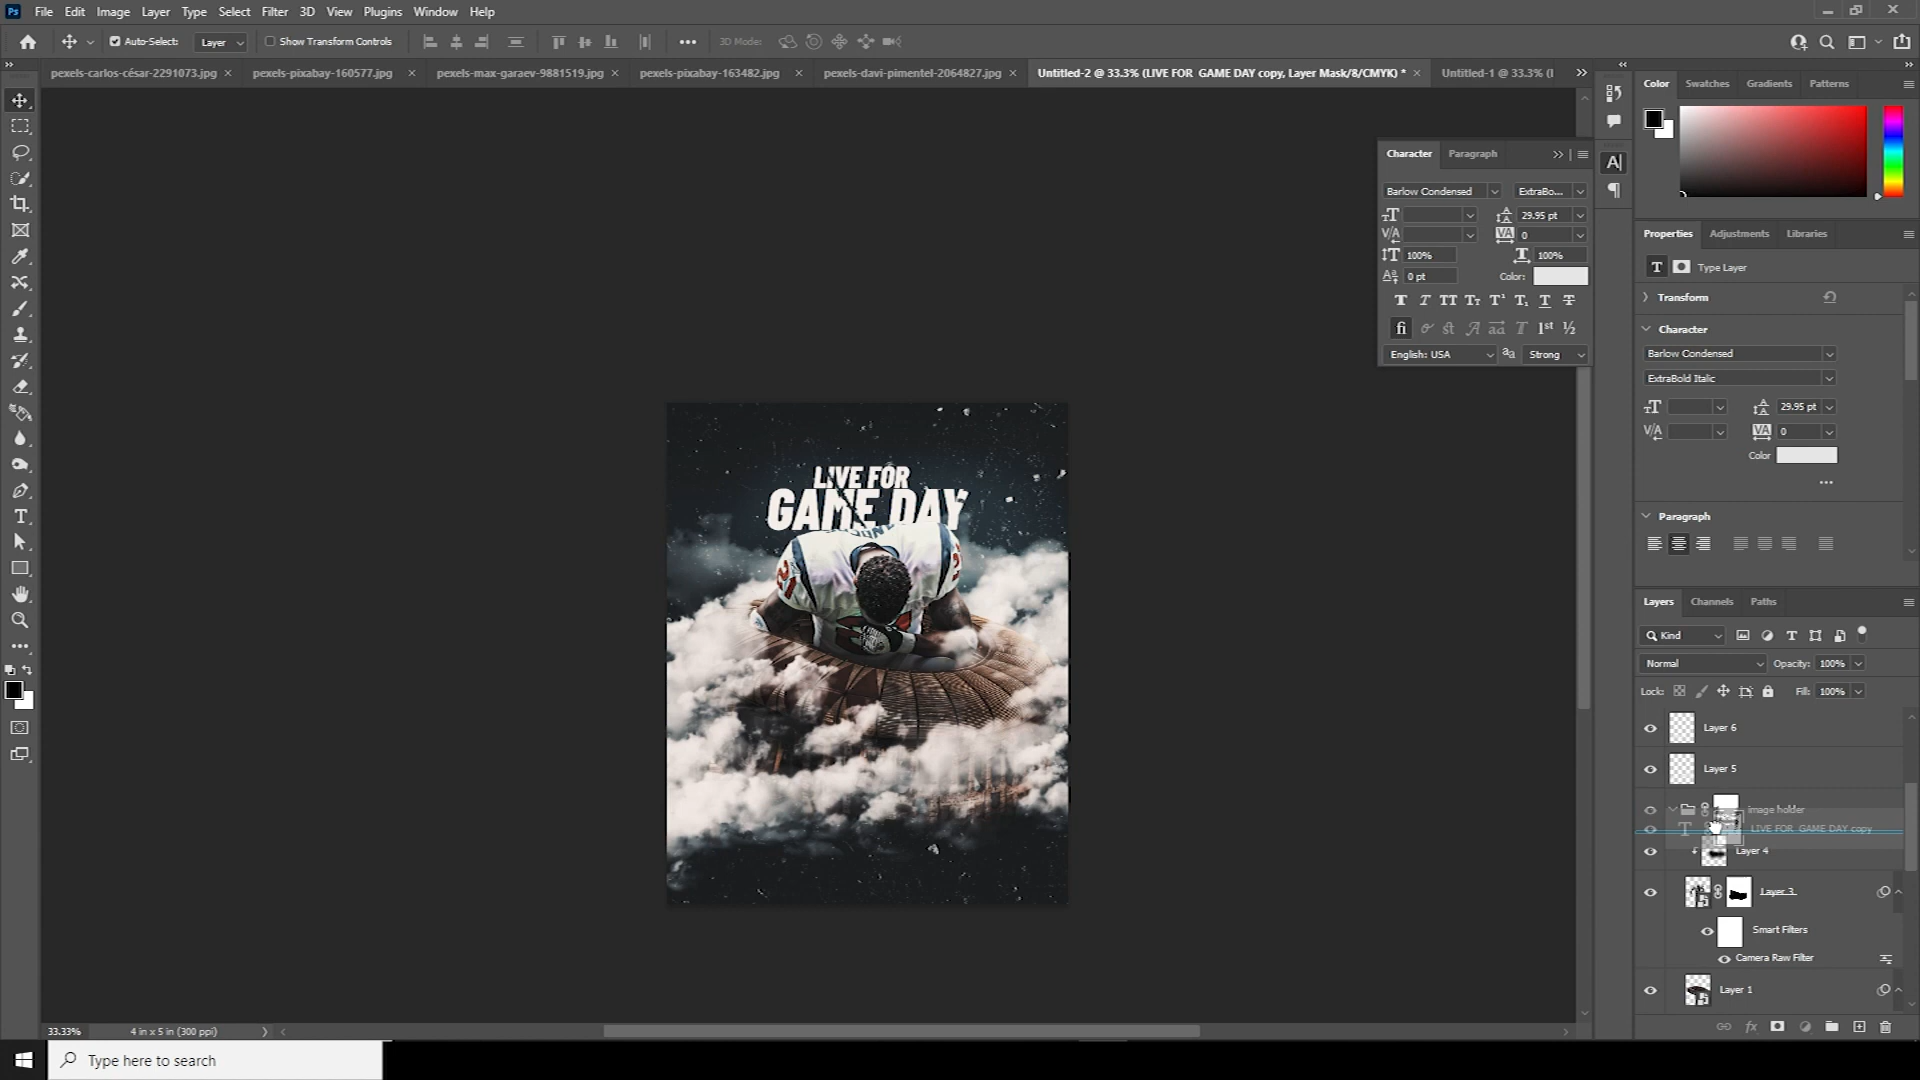 Ps File Edit Image Layer Type Select Filter 3D View Plugins Window Help
Auto-Select: Layer Show Transform Controls 3D Mode:
pexels-carlos-césar-2291073.jpg × pexels-pixabay-160577.jpg × pexels-max-garaev-9881519.jpg × pexels-pixabay-163482.jpg × pexels-davi-pimentel-2064827.jpg × Untitled-2 @ 33.3% (LIVE FOR GAME DAY copy, Layer Mask/8/CMYK) * × Untitled-1 @ 33.3% (l
Color Swatches Gradients Patterns
Character Paragraph
Barlow Condensed ExtraBo...
29.95 pt
0
100% 100%
0 pt Color:
English: USA Strong
Properties Adjustments Libraries
Type Layer
Transform
Character
Barlow Condensed
ExtraBold Italic
29.95 pt
0
Color
Paragraph
LIVE FOR
GAME DAY
Layers Channels Paths
Kind
Normal Opacity: 100%
Lock: Fill: 100%
Layer 6
Layer 5
image holder
LIVE FOR GAME DAY copy
Layer 4
Layer 3
Smart Filters
Camera Raw Filter
Layer 1
33.33% 4 in x 5 in (300 ppi)
Type here to search